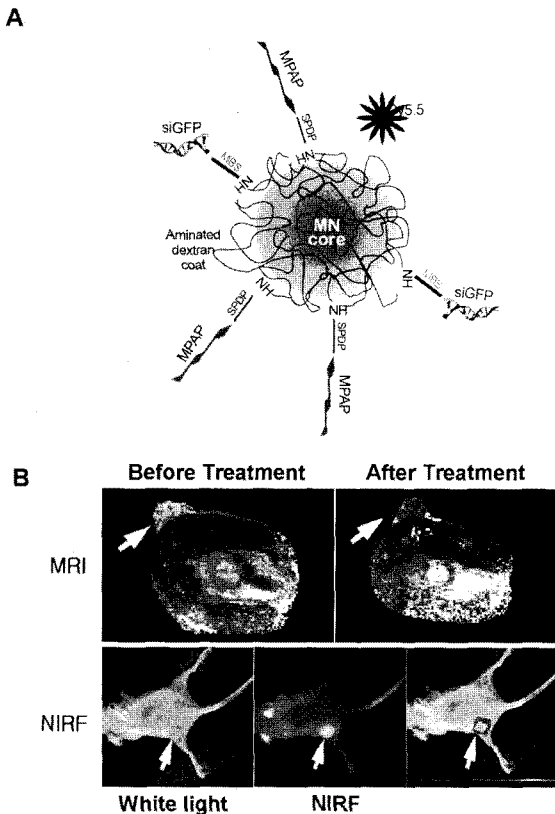 A
MPAP
SPDP
y5.5
siGFP
MBS
HN
HN
Aminated
dextran
coat
MN
core
NH
MBS
siGFP
NH
SPDP
MPAP
NH
SPDP
MPAP
B
Before Treatment
After Treatment
MRI
NIRF
White light
NIRF